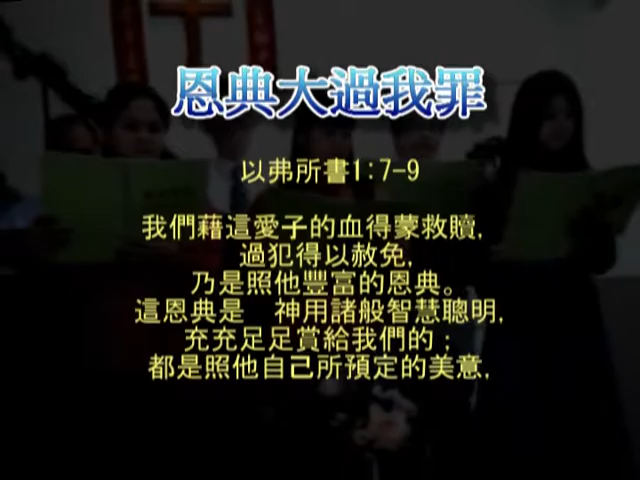 恩典大過我罪
以弗所書1:7-9
我們藉這愛子的血得蒙救贖,
過犯得以赦免,
乃是照他豐富的恩典。
這恩典是　神用諸般智慧聰明,
充充足足賞給我們的；
都是照他自己所預定的美意,